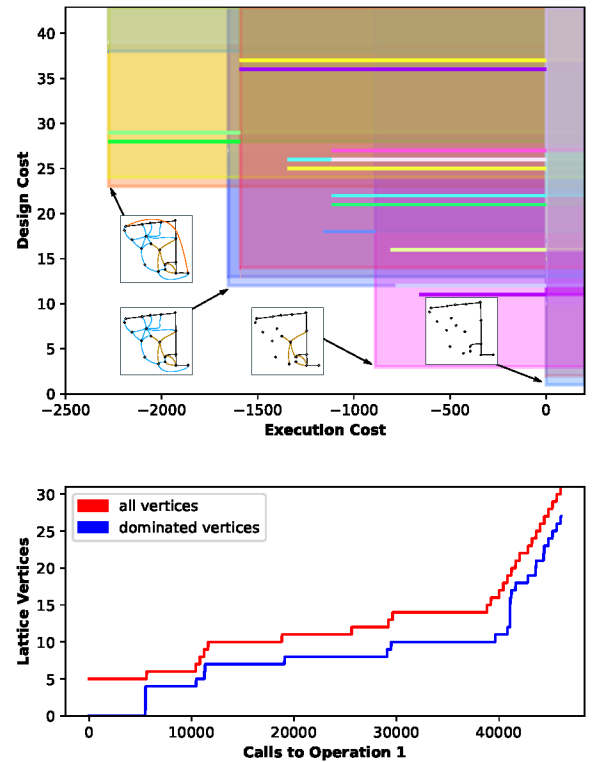 40
35
30
25
20
15
10
5
0
Design Cost
−2500 −2000 −1500 −1000 −500 0
Execution Cost
30
25
20
15
10
5
0
Lattice Vertices
all vertices
dominated vertices
0 10000 20000 30000 40000
Calls to Operation 1